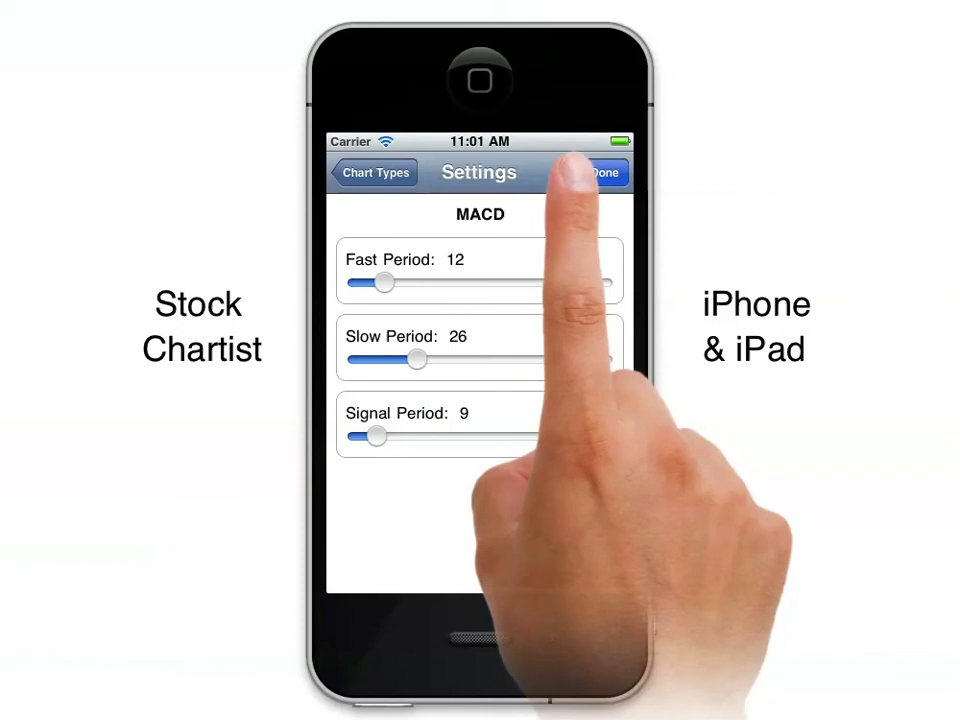 Carrier 11:01 AM
Chart Types Settings Done
MACD
Fast Period: 12
Slow Period: 26
Signal Period: 9
Stock
Chartist
iPhone
& iPad